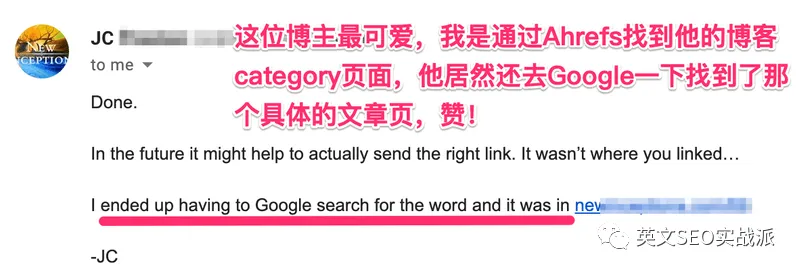 NEW
CEPTION
JC
这位博主最可爱，我是通过Ahrefs找到他的博客
to me
category页面，他居然还去Google一下找到了那
个具体的文章页，赞！
Done.
In the future it might help to actually send the right link. It wasn't where you linked…
I ended up having to Google search for the word and it was in
-JC
英文SEO实战派